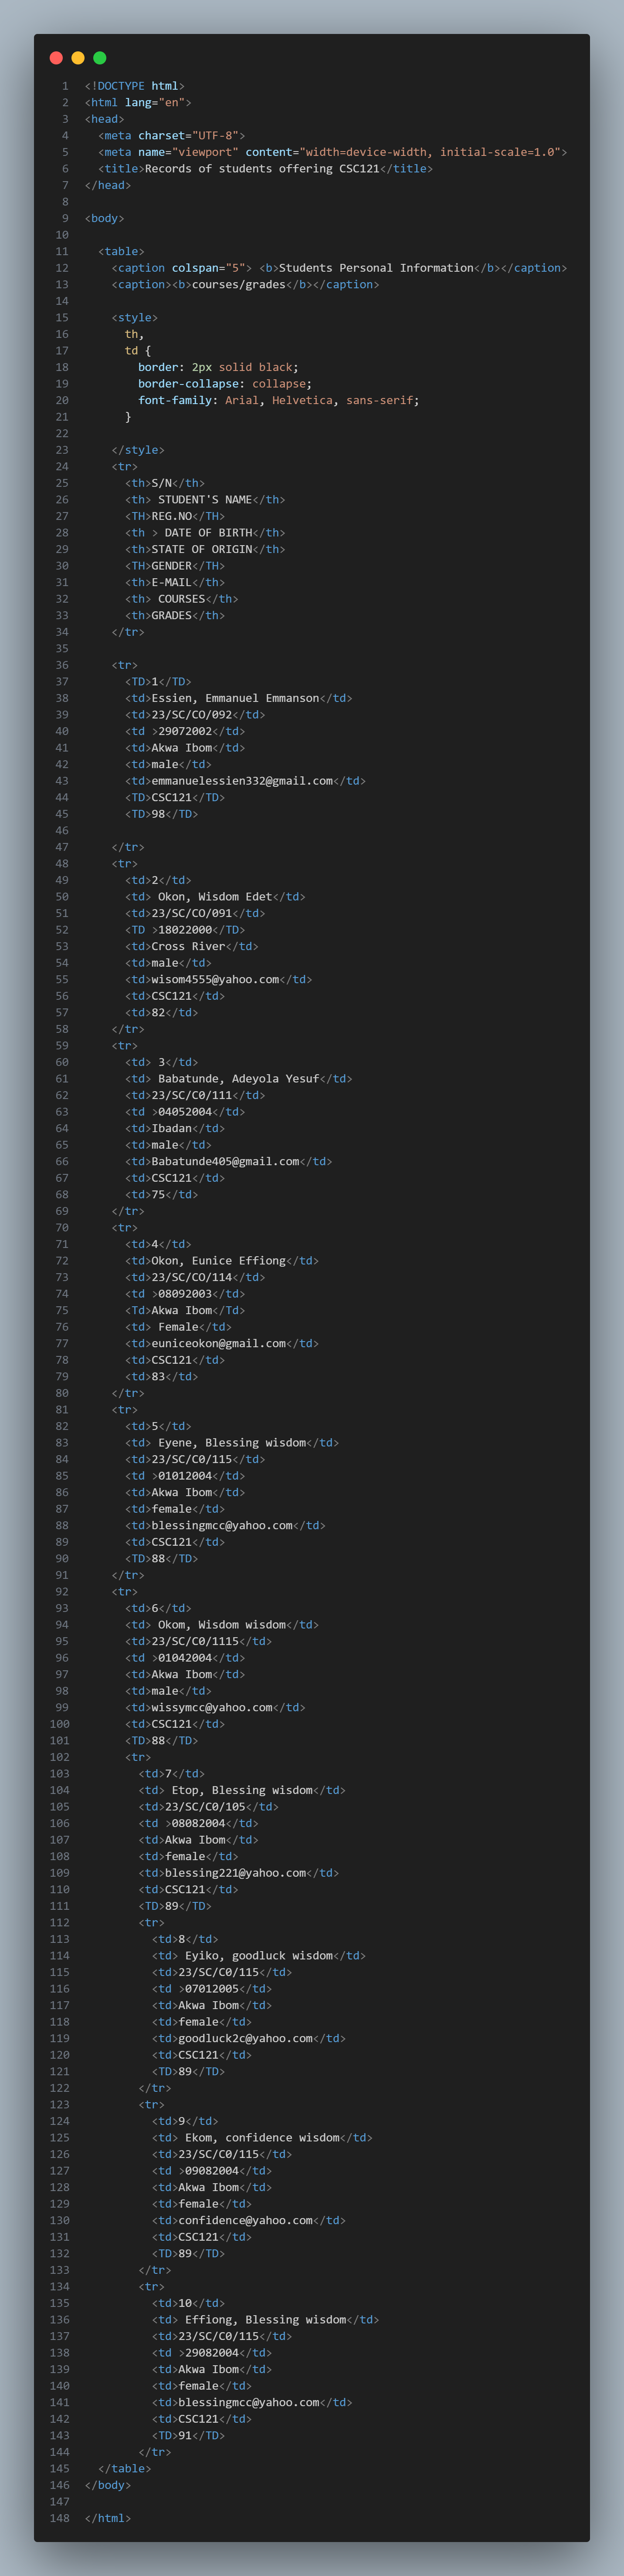 1 <!DOCTYPE html>
2 <html lang="en">
3 <head>
4   <meta charset="UTF-8">
5   <meta name="viewport" content="width=device-width, initial-scale=1.0">
6   <title>Records of students offering CSC121</title>
7 </head>
8
9 <body>
10
11   <table>
12     <caption colspan="5"> <b>Students Personal Information</b></caption>
13     <caption><b>courses/grades</b></caption>
14
15     <style>
16       th,
17       td {
18         border: 2px solid black;
19         border-collapse: collapse;
20         font-family: Arial, Helvetica, sans-serif;
21       }
22
23     </style>
24     <tr>
25       <th>S/N</th>
26       <th> STUDENT'S NAME</th>
27       <TH>REG.NO</TH>
28       <th > DATE OF BIRTH</th>
29       <th>STATE OF ORIGIN</th>
30       <TH>GENDER</TH>
31       <th>E-MAIL</th>
32       <th> COURSES</th>
33       <th>GRADES</th>
34     </tr>
35
36     <tr>
37       <TD>1</TD>
38       <td>Essien, Emmanuel Emmanson</td>
39       <td>23/SC/CO/092</td>
40       <td >29072002</td>
41       <td>Akwa Ibom</td>
42       <td>male</td>
43       <td>emmanuelessien332@gmail.com</td>
44       <TD>CSC121</TD>
45       <TD>98</TD>
46
47     </tr>
48     <tr>
49       <td>2</td>
50       <td> Okon, Wisdom Edet</td>
51       <td>23/SC/CO/091</td>
52       <TD >18022000</TD>
53       <td>Cross River</td>
54       <td>male</td>
55       <td>wisom4555@yahoo.com</td>
56       <td>CSC121</td>
57       <td>82</td>
58     </tr>
59     <tr>
60       <td> 3</td>
61       <td> Babatunde, Adeyola Yesuf</td>
62       <td>23/SC/C0/111</td>
63       <td >04052004</td>
64       <td>Ibadan</td>
65       <td>male</td>
66       <td>Babatunde405@gmail.com</td>
67       <td>CSC121</td>
68       <td>75</td>
69     </tr>
70     <tr>
71       <td>4</td>
72       <td>Okon, Eunice Effiong</td>
73       <td>23/SC/CO/114</td>
74       <td >08092003</td>
75       <Td>Akwa Ibom</Td>
76       <td> Female</td>
77       <td>euniceokon@gmail.com</td>
78       <td>CSC121</td>
79       <td>83</td>
80     </tr>
81     <tr>
82       <td>5</td>
83       <td> Eyene, Blessing wisdom</td>
84       <td>23/SC/C0/115</td>
85       <td >01012004</td>
86       <td>Akwa Ibom</td>
87       <td>female</td>
88       <td>blessingmcc@yahoo.com</td>
89       <td>CSC121</td>
90       <TD>88</TD>
91     </tr>
92     <tr>
93       <td>6</td>
94       <td> Okom, Wisdom wisdom</td>
95       <td>23/SC/C0/1115</td>
96       <td >01042004</td>
97       <td>Akwa Ibom</td>
98       <td>male</td>
99       <td>wissymcc@yahoo.com</td>
100       <td>CSC121</td>
101       <TD>88</TD>
102       <tr>
103         <td>7</td>
104         <td> Etop, Blessing wisdom</td>
105         <td>23/SC/C0/105</td>
106         <td >08082004</td>
107         <td>Akwa Ibom</td>
108         <td>female</td>
109         <td>blessing221@yahoo.com</td>
110         <td>CSC121</td>
111         <TD>89</TD>
112         <tr>
113           <td>8</td>
114           <td> Eyiko, goodluck wisdom</td>
115           <td>23/SC/C0/115</td>
116           <td >07012005</td>
117           <td>Akwa Ibom</td>
118           <td>female</td>
119           <td>goodluck2c@yahoo.com</td>
120           <td>CSC121</td>
121           <TD>89</TD>
122         </tr>
123         <tr>
124           <td>9</td>
125           <td> Ekom, confidence wisdom</td>
126           <td>23/SC/C0/115</td>
127           <td >09082004</td>
128           <td>Akwa Ibom</td>
129           <td>female</td>
130           <td>confidence@yahoo.com</td>
131           <td>CSC121</td>
132           <TD>89</TD>
133         </tr>
134         <tr>
135           <td>10</td>
136           <td> Effiong, Blessing wisdom</td>
137           <td>23/SC/C0/115</td>
138           <td >29082004</td>
139           <td>Akwa Ibom</td>
140           <td>female</td>
141           <td>blessingmcc@yahoo.com</td>
142           <td>CSC121</td>
143           <TD>91</TD>
144         </tr>
145   </table>
146 </body>
147
148 </html>